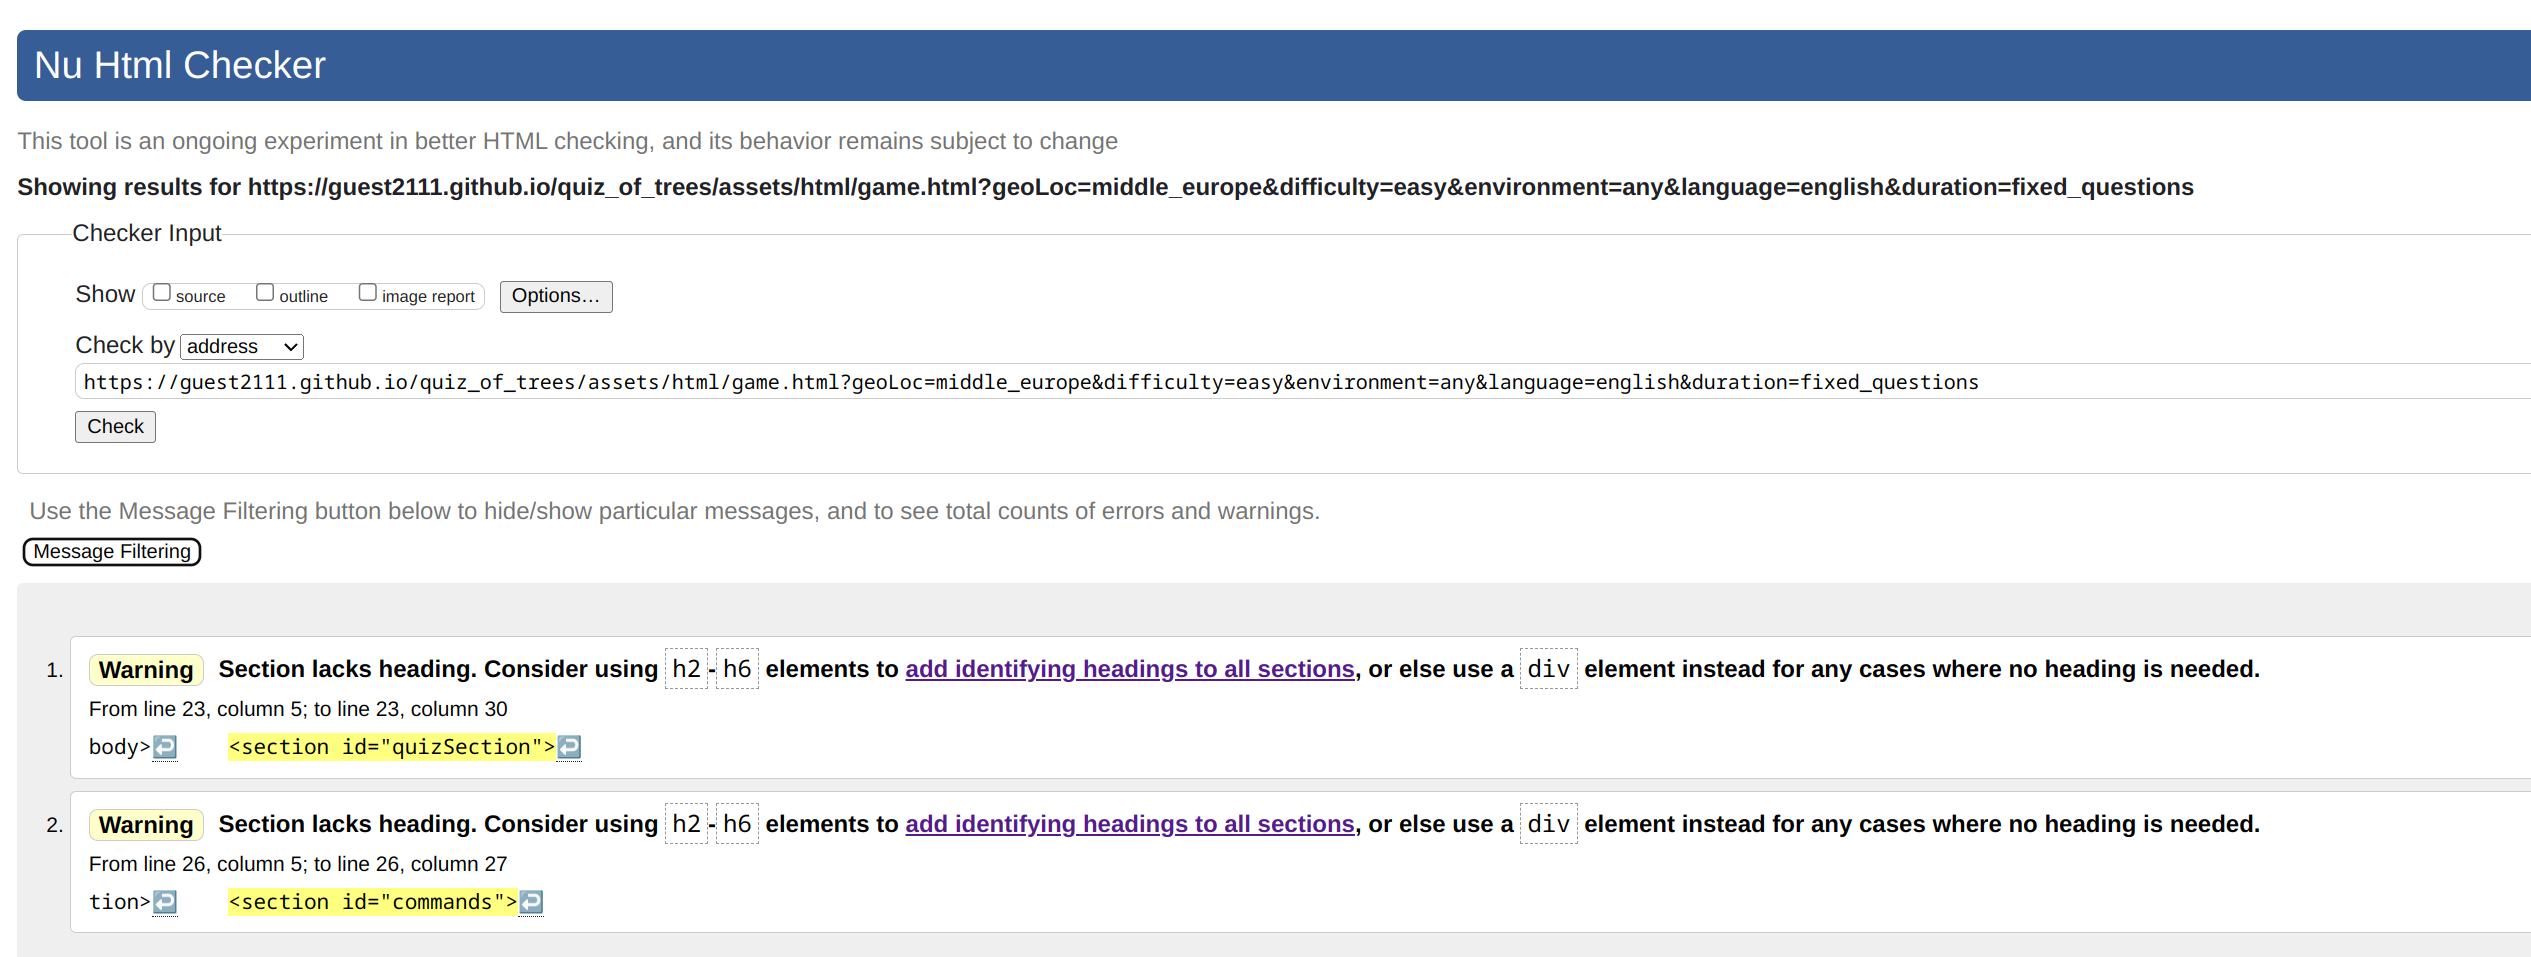 Nu Html Checker
This tool is an ongoing experiment in better HTML checking, and its behavior remains subject to change
Showing results for https://guest2111.github.io/quiz_of_trees/assets/html/game.html?geoLoc=middle_europe&difficulty=easy&environment=any&language=english&duration=fixed_questions
Checker Input
Show source outline image report Options…
Check by address
https://guest2111.github.io/quiz_of_trees/assets/html/game.html?geoLoc=middle_europe&difficulty=easy&environment=any&language=english&duration=fixed_questions
Check
Use the Message Filtering button below to hide/show particular messages, and to see total counts of errors and warnings.
Message Filtering
1. Warning Section lacks heading. Consider using h2-h6 elements to add identifying headings to all sections, or else use a div element instead for any cases where no heading is needed.
From line 23, column 5; to line 23, column 30
body>↩ <section id="quizSection">↩
2. Warning Section lacks heading. Consider using h2-h6 elements to add identifying headings to all sections, or else use a div element instead for any cases where no heading is needed.
From line 26, column 5; to line 26, column 27
tion>↩ <section id="commands">↩